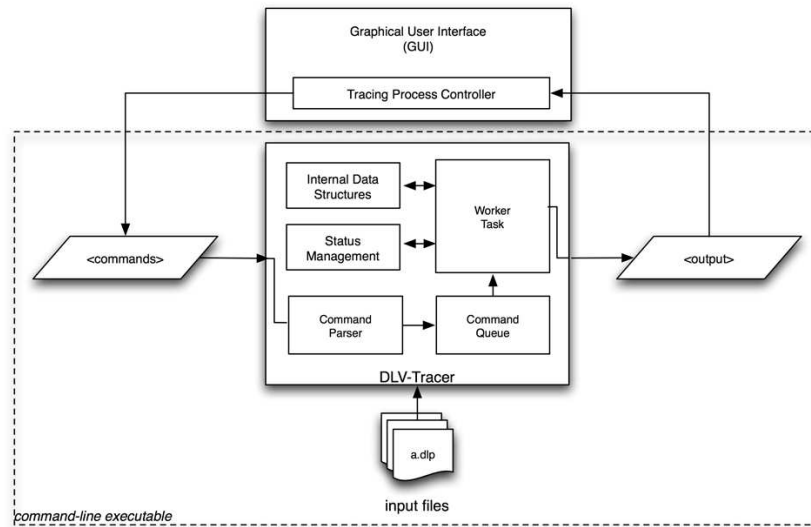 Graphical User Interface
(GUI)
Tracing Process Controller
Internal Data
Structures
Worker
Task
Status
Management
<commands>
<output>
Command
Parser
Command
Queue
DLV-Tracer
a.dlp
input files
command-line executable